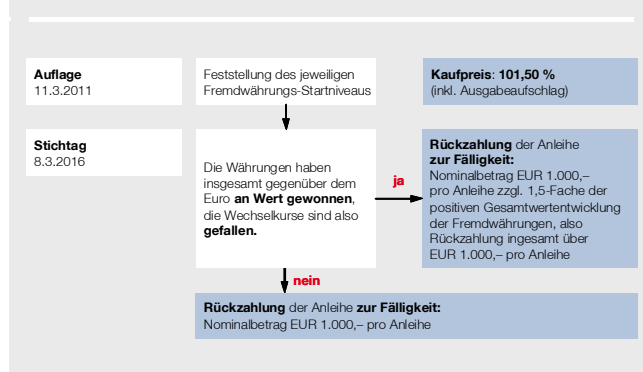 Auflage
11.3.2011
Feststellung des jeweiligen
Fremdwährungs-Startniveaus
Kaufpreis: 101,50 %
(inkl. Ausgabeaufschlag)
Stichtag
8.3.2016
Die Währungen haben
insgesamt gegenüber dem
Euro an Wert gewonnen,
die Wechselkurse sind also
gefallen.
ja
Rückzahlung der Anleihe
zur Fälligkeit:
Nominalbetrag EUR 1.000,–
pro Anleihe zzgl. 1,5-Fache der
positiven Gesamtwertentwicklung
der Fremdwährungen, also
Rückzahlung ingesamt über
EUR 1.000,– pro Anleihe
nein
Rückzahlung der Anleihe zur Fälligkeit:
Nominalbetrag EUR 1.000,– pro Anleihe